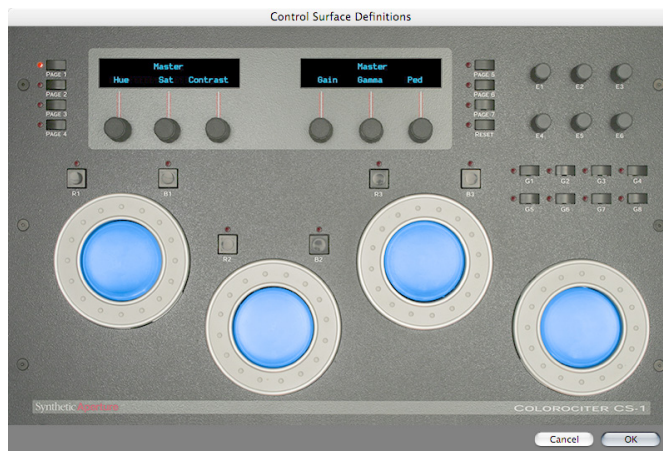 Control Surface Definitions
Master
Hue Sat Contrast
Master
Gain Gamma Ped
PAGE 1
PAGE 2
PAGE 3
PAGE 4
PAGE 5
PAGE 6
PAGE 7
RESET
E1 E2 E3
E4 E5 E6
R1
B1
R3
B3
G1 G2 G3 G4
G5 G6 G7 G8
R2
B2
Synthetic Aperture
COLOROCITER CS-1
Cancel OK